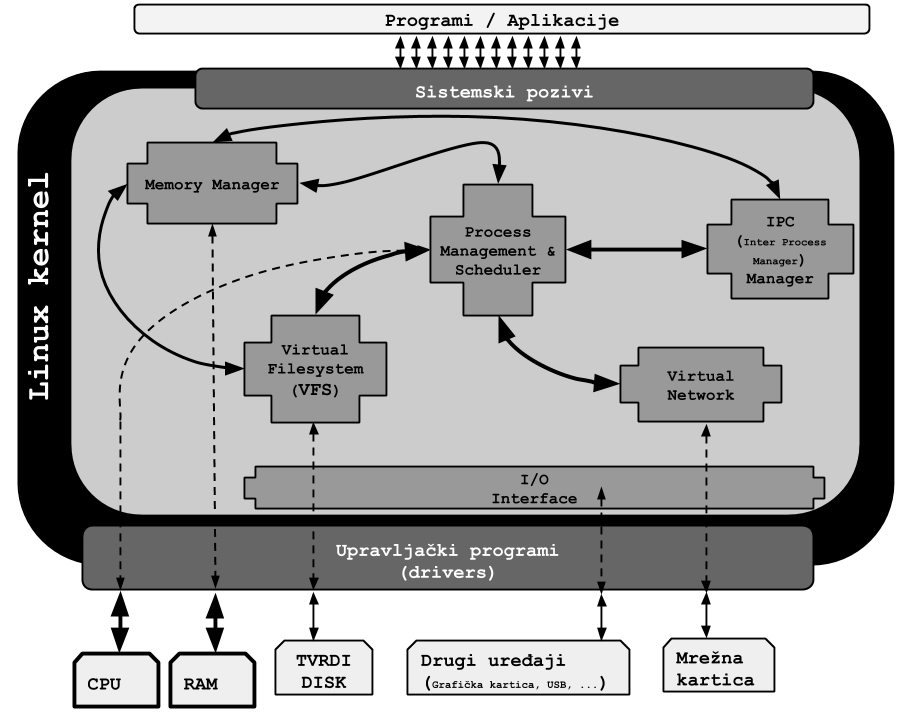 Programi / Aplikacije
Sistemski pozivi
Linux kernel
Memory Manager
Process
Management &
Scheduler
IPC
(Inter Process
Manager)
Manager
Virtual
Filesystem
(VFS)
Virtual
Network
I/O
Interface
Upravljački programi
(drivers)
CPU
RAM
TVRDI
DISK
Drugi uređaji
(Grafička kartica, USB, ...)
Mrežna
kartica